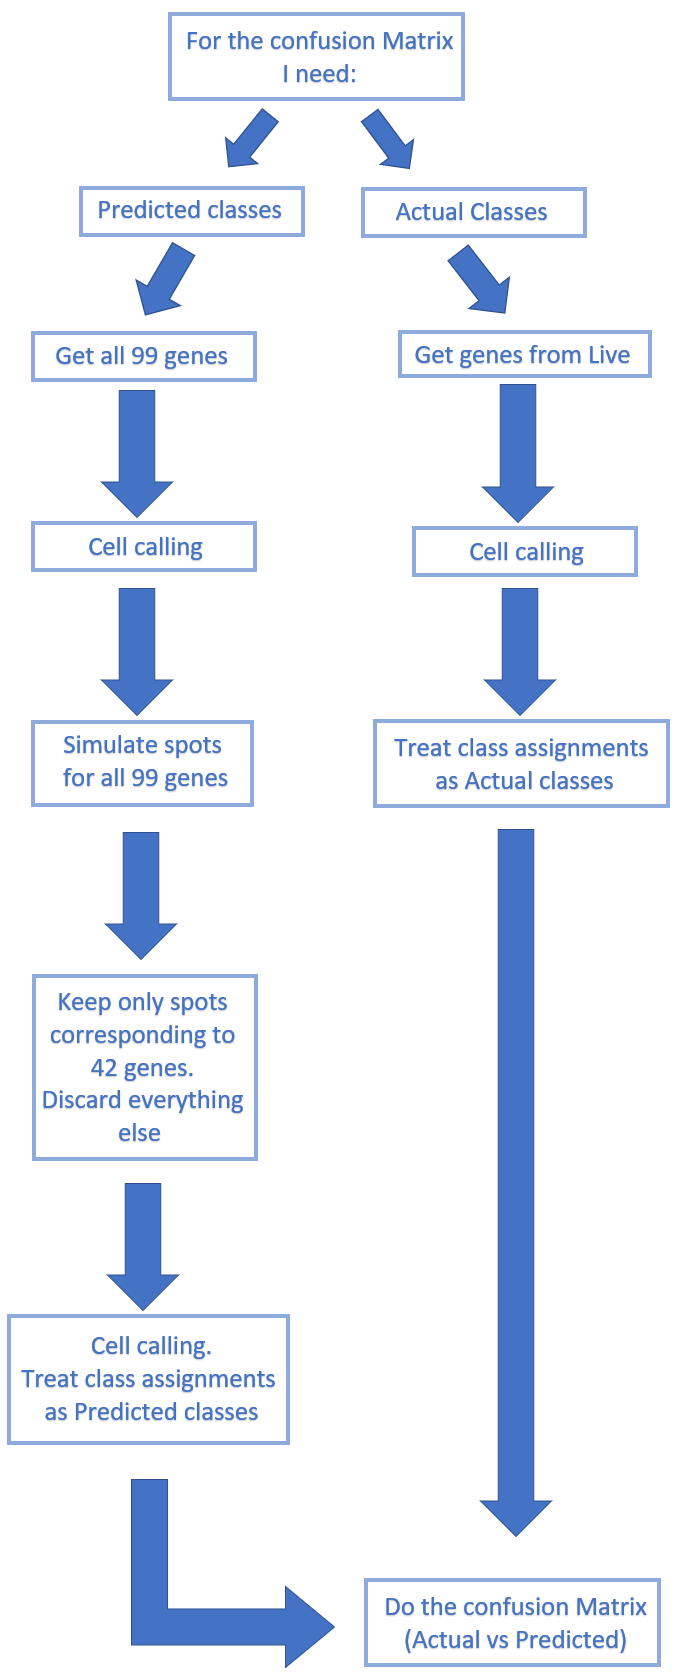 For the confusion Matrix
I need:
Predicted classes
Actual Classes
Get all 99 genes
Get genes from Live
Cell calling
Cell calling
Simulate spots
for all 99 genes
Treat class assignments
as Actual classes
Keep only spots
corresponding to
42 genes.
Discard everything
else
Cell calling.
Treat class assignments
as Predicted classes
Do the confusion Matrix
(Actual vs Predicted)